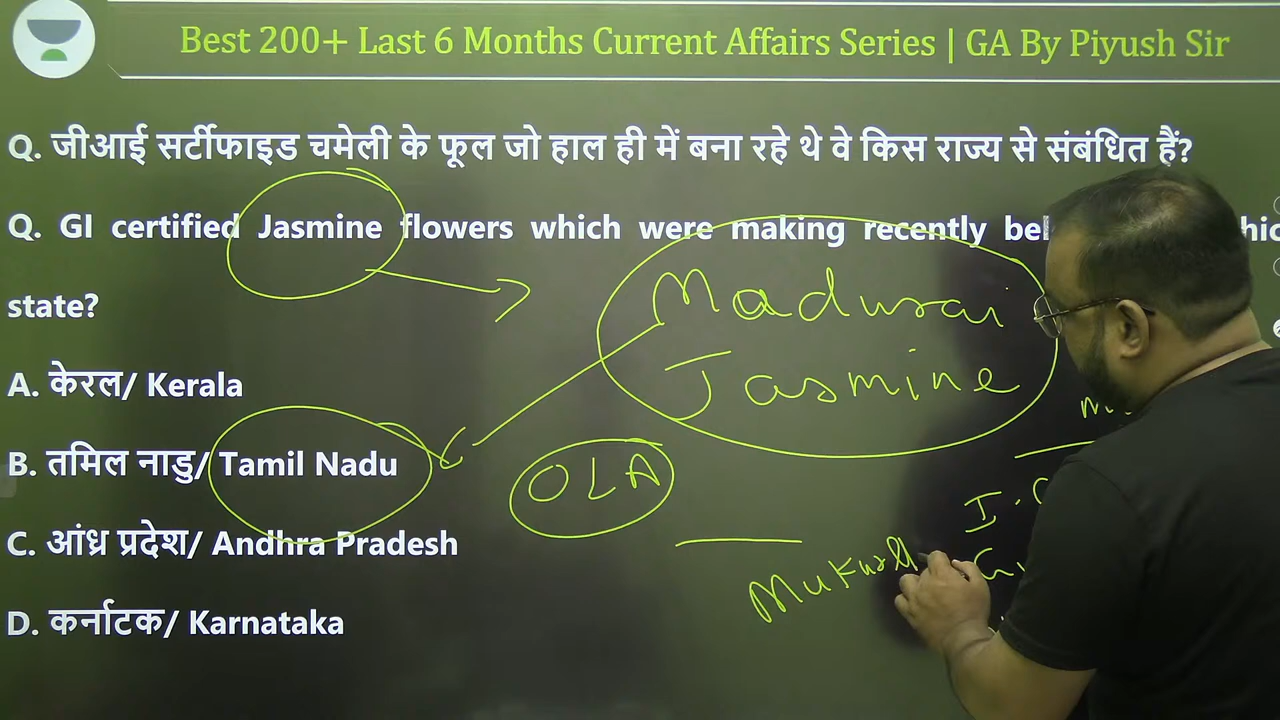 Best 200+ Last 6 Months Current Affairs Series | GA By Piyush Sir
Q. जीआई सर्टीफाइड चमेली के फूल जो हाल ही में बना रहे थे वे किस राज्य से संबंधित हैं?
Q. GI certified Jasmine flowers which were making recently
state?
Madurai
Jasmine
A. केरल/ Kerala
B. तमिल नाडु/ Tamil Nadu
OLA
C. आंध्र प्रदेश/ Andhra Pradesh
D. कर्नाटक/ Karnataka